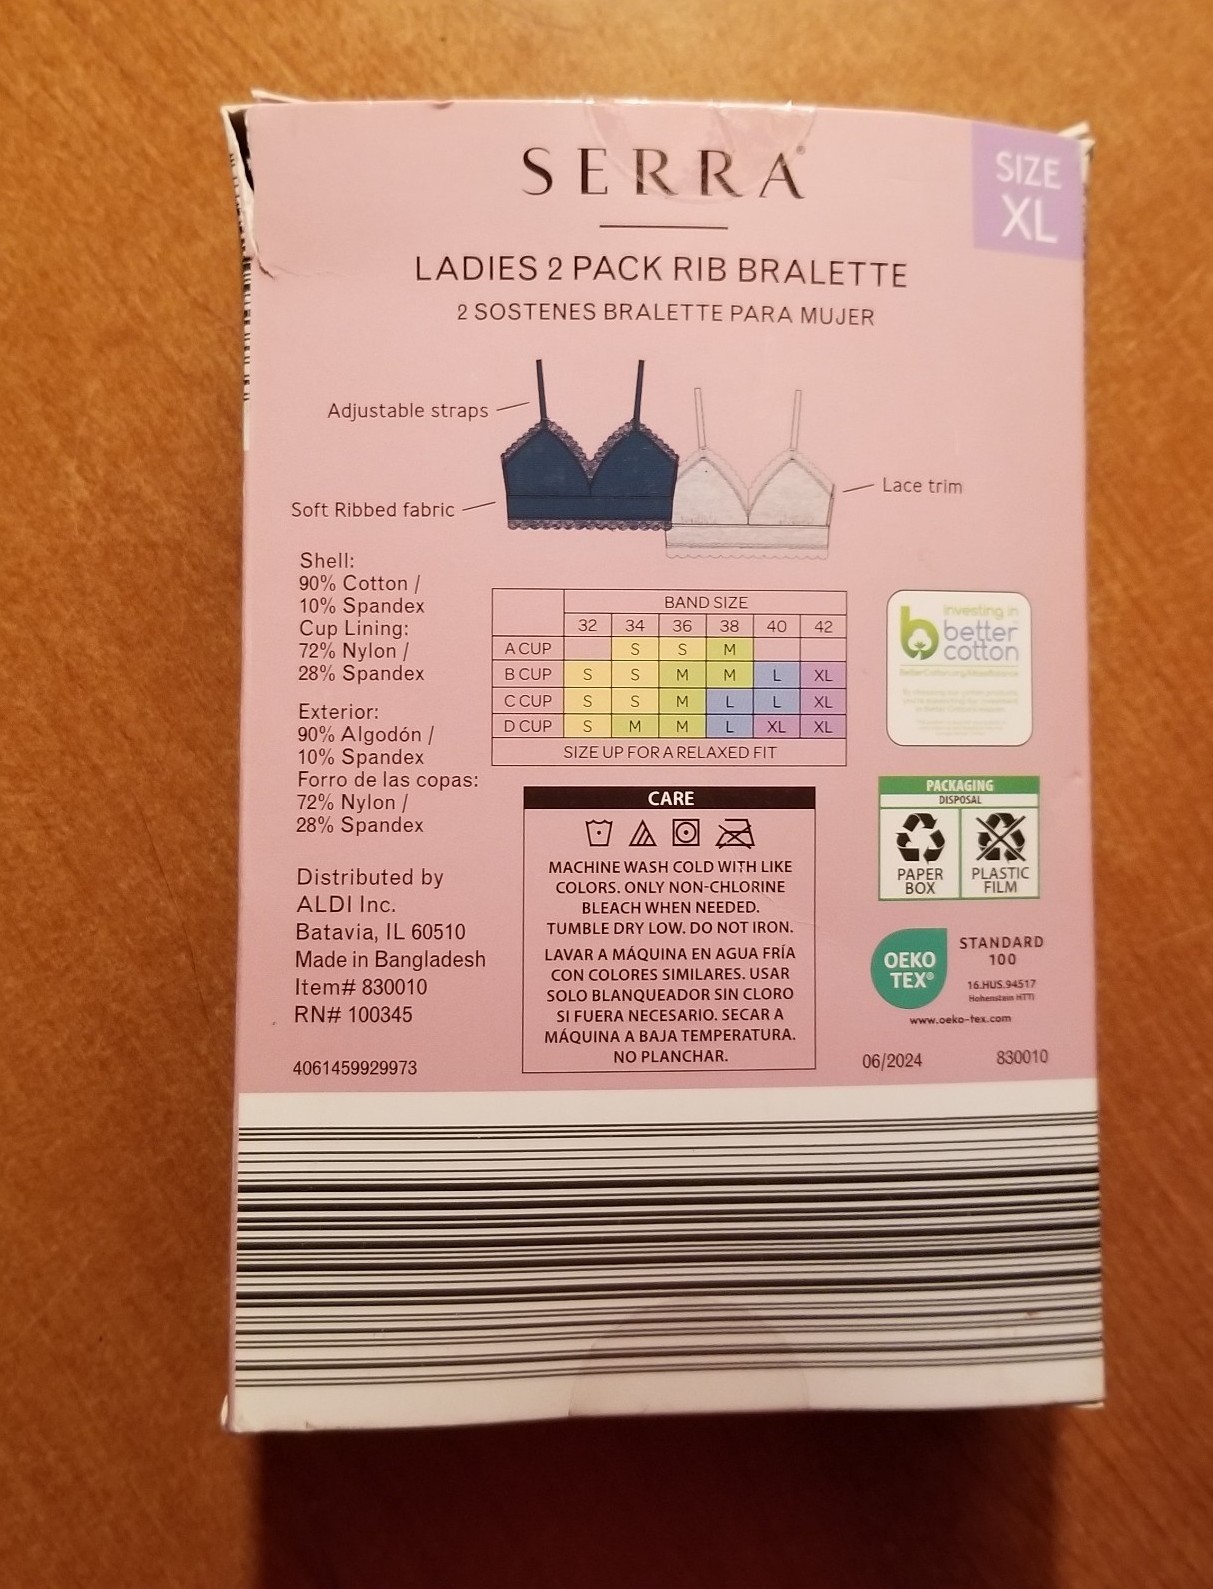 SERRA®
SIZE
XL
LADIES 2 PACK RIB BRALETTE
2 SOSTENES BRALETTE PARA MUJER
Adjustable straps
Lace trim
Soft Ribbed fabric
Shell:
90% Cotton /
10% Spandex
Cup Lining:
72% Nylon /
28% Spandex
Exterior:
90% Algodón /
10% Spandex
Forro de las copas:
72% Nylon /
28% Spandex
Distributed by
ALDI Inc.
Batavia, IL 60510
Made in Bangladesh
Item# 830010
RN# 100345
4061459929973
BAND SIZE
32 34 36 38 40 42
A CUP S S M
B CUP S S M M L XL
C CUP S S M L L XL
D CUP S M M L XL XL
SIZE UP FOR A RELAXED FIT
CARE
MACHINE WASH COLD WITH LIKE
COLORS. ONLY NON-CHLORINE
BLEACH WHEN NEEDED.
TUMBLE DRY LOW. DO NOT IRON.
LAVAR A MÁQUINA EN AGUA FRÍA
CON COLORES SIMILARES. USAR
SOLO BLANQUEADOR SIN CLORO
SI FUERA NECESARIO. SECAR A
MÁQUINA A BAJA TEMPERATURA.
NO PLANCHAR.
investing in
better
cotton
PACKAGING
DISPOSAL
PAPER
BOX
PLASTIC
FILM
OEKO
TEX®
STANDARD
100
16.HUS.94517
Hohenstein HTTI
www.oeko-tex.com
06/2024
830010